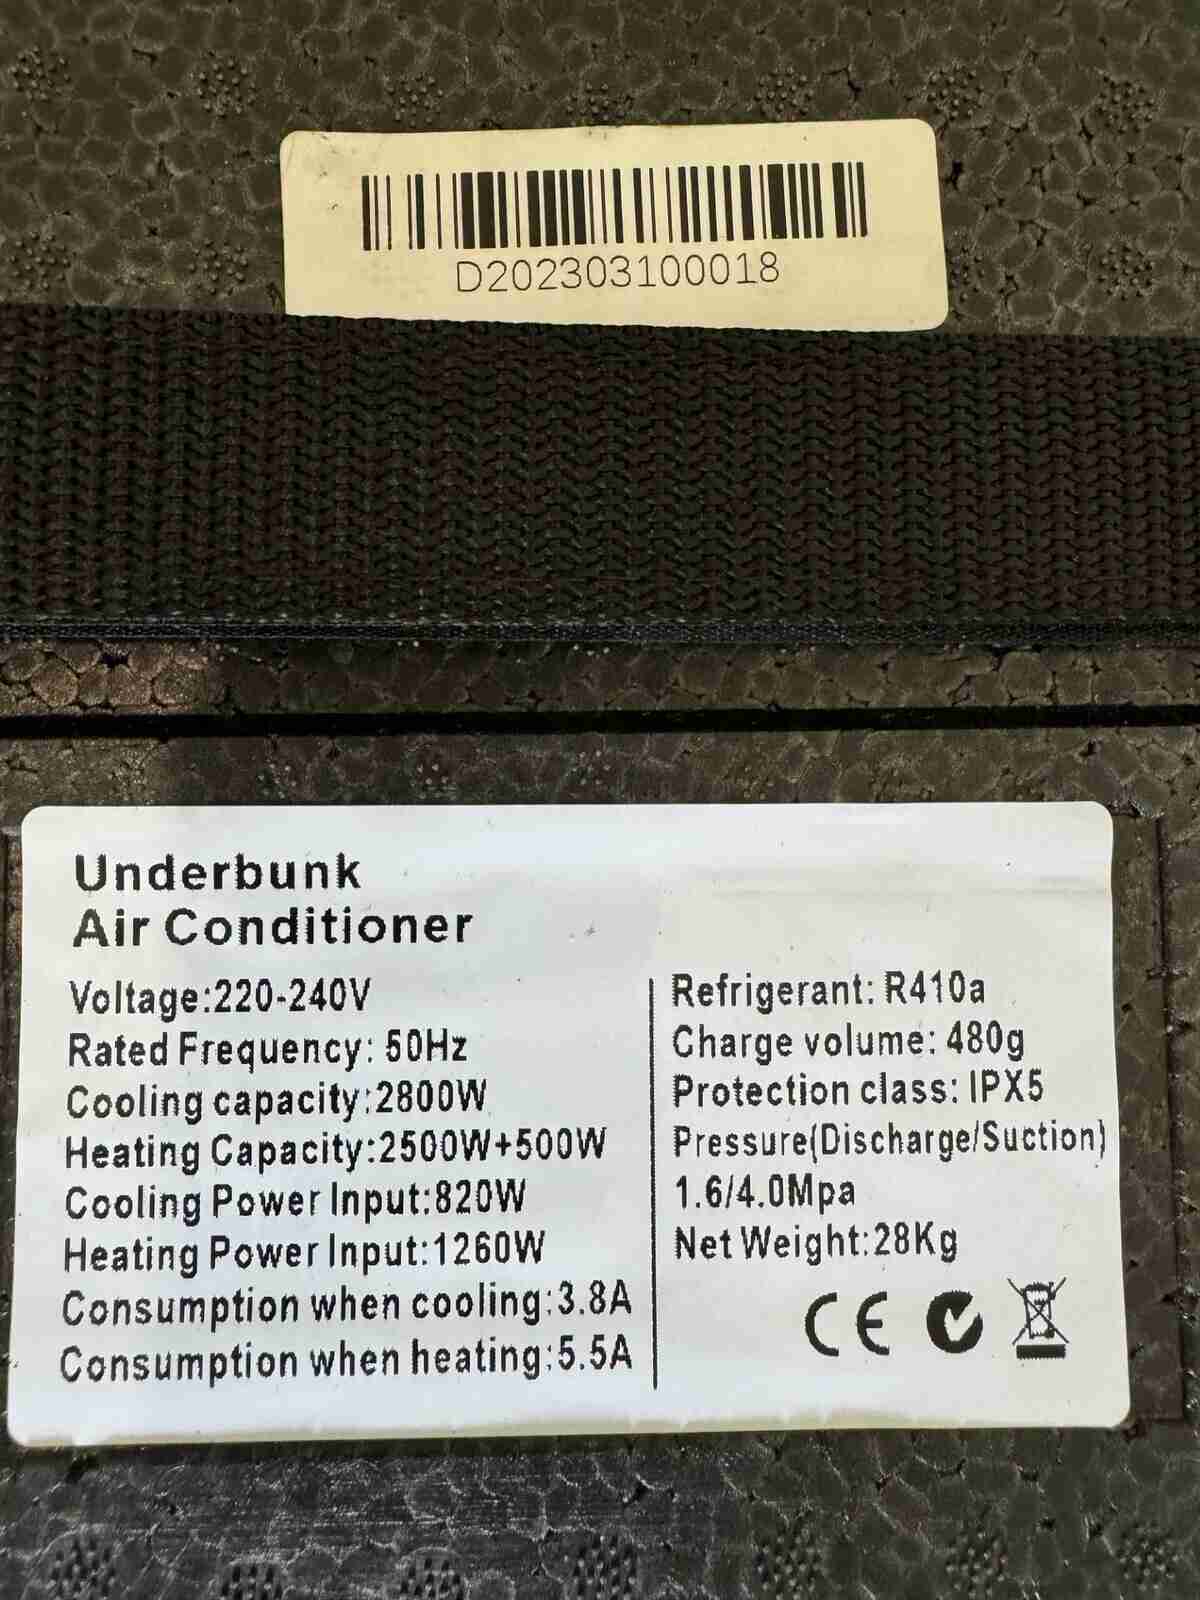 D202303100018
Underbunk
Air Conditioner
Voltage:220-240V
Rated Frequency: 50Hz
Cooling capacity:2800W
Heating Capacity:2500W+500W
Cooling Power Input:820W
Heating Power Input:1260W
Consumption when cooling:3.8A
Consumption when heating:5.5A
Refrigerant: R410a
Charge volume: 480g
Protection class: IPX5
Pressure(Discharge/Suction)
1.6/4.0Mpa
Net Weight:28Kg
CE